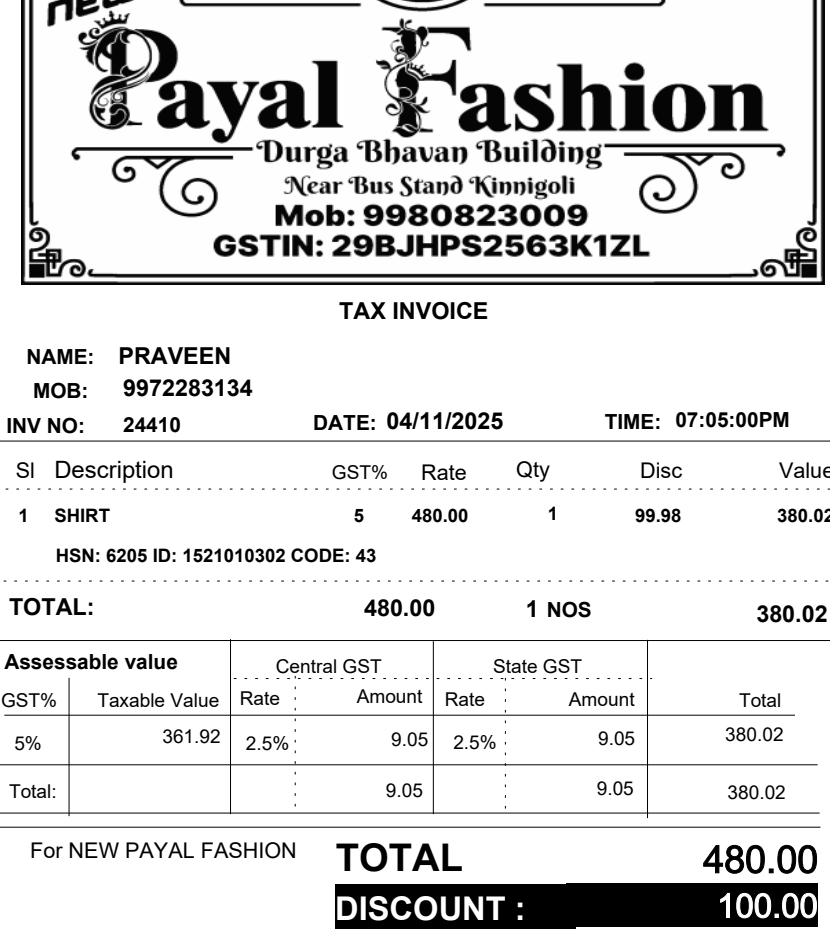 new
Payal Fashion
Durga Bhavan Building
Near Bus Stand Kinnigoli
Mob: 9980823009
GSTIN: 29BJHPS2563K1ZL
TAX INVOICE
NAME: PRAVEEN
MOB: 9972283134
INV NO: 24410 DATE: 04/11/2025 TIME: 07:05:00PM
Sl Description GST% Rate Qty Disc Value
1 SHIRT 5 480.00 1 99.98 380.02
HSN: 6205 ID: 1521010302 CODE: 43
TOTAL: 480.00 1 NOS 380.02
Assessable value Central GST State GST
GST% Taxable Value Rate Amount Rate Amount Total
5% 361.92 2.5% 9.05 2.5% 9.05 380.02
Total: 9.05 9.05 380.02
For NEW PAYAL FASHION TOTAL 480.00
DISCOUNT : 100.00